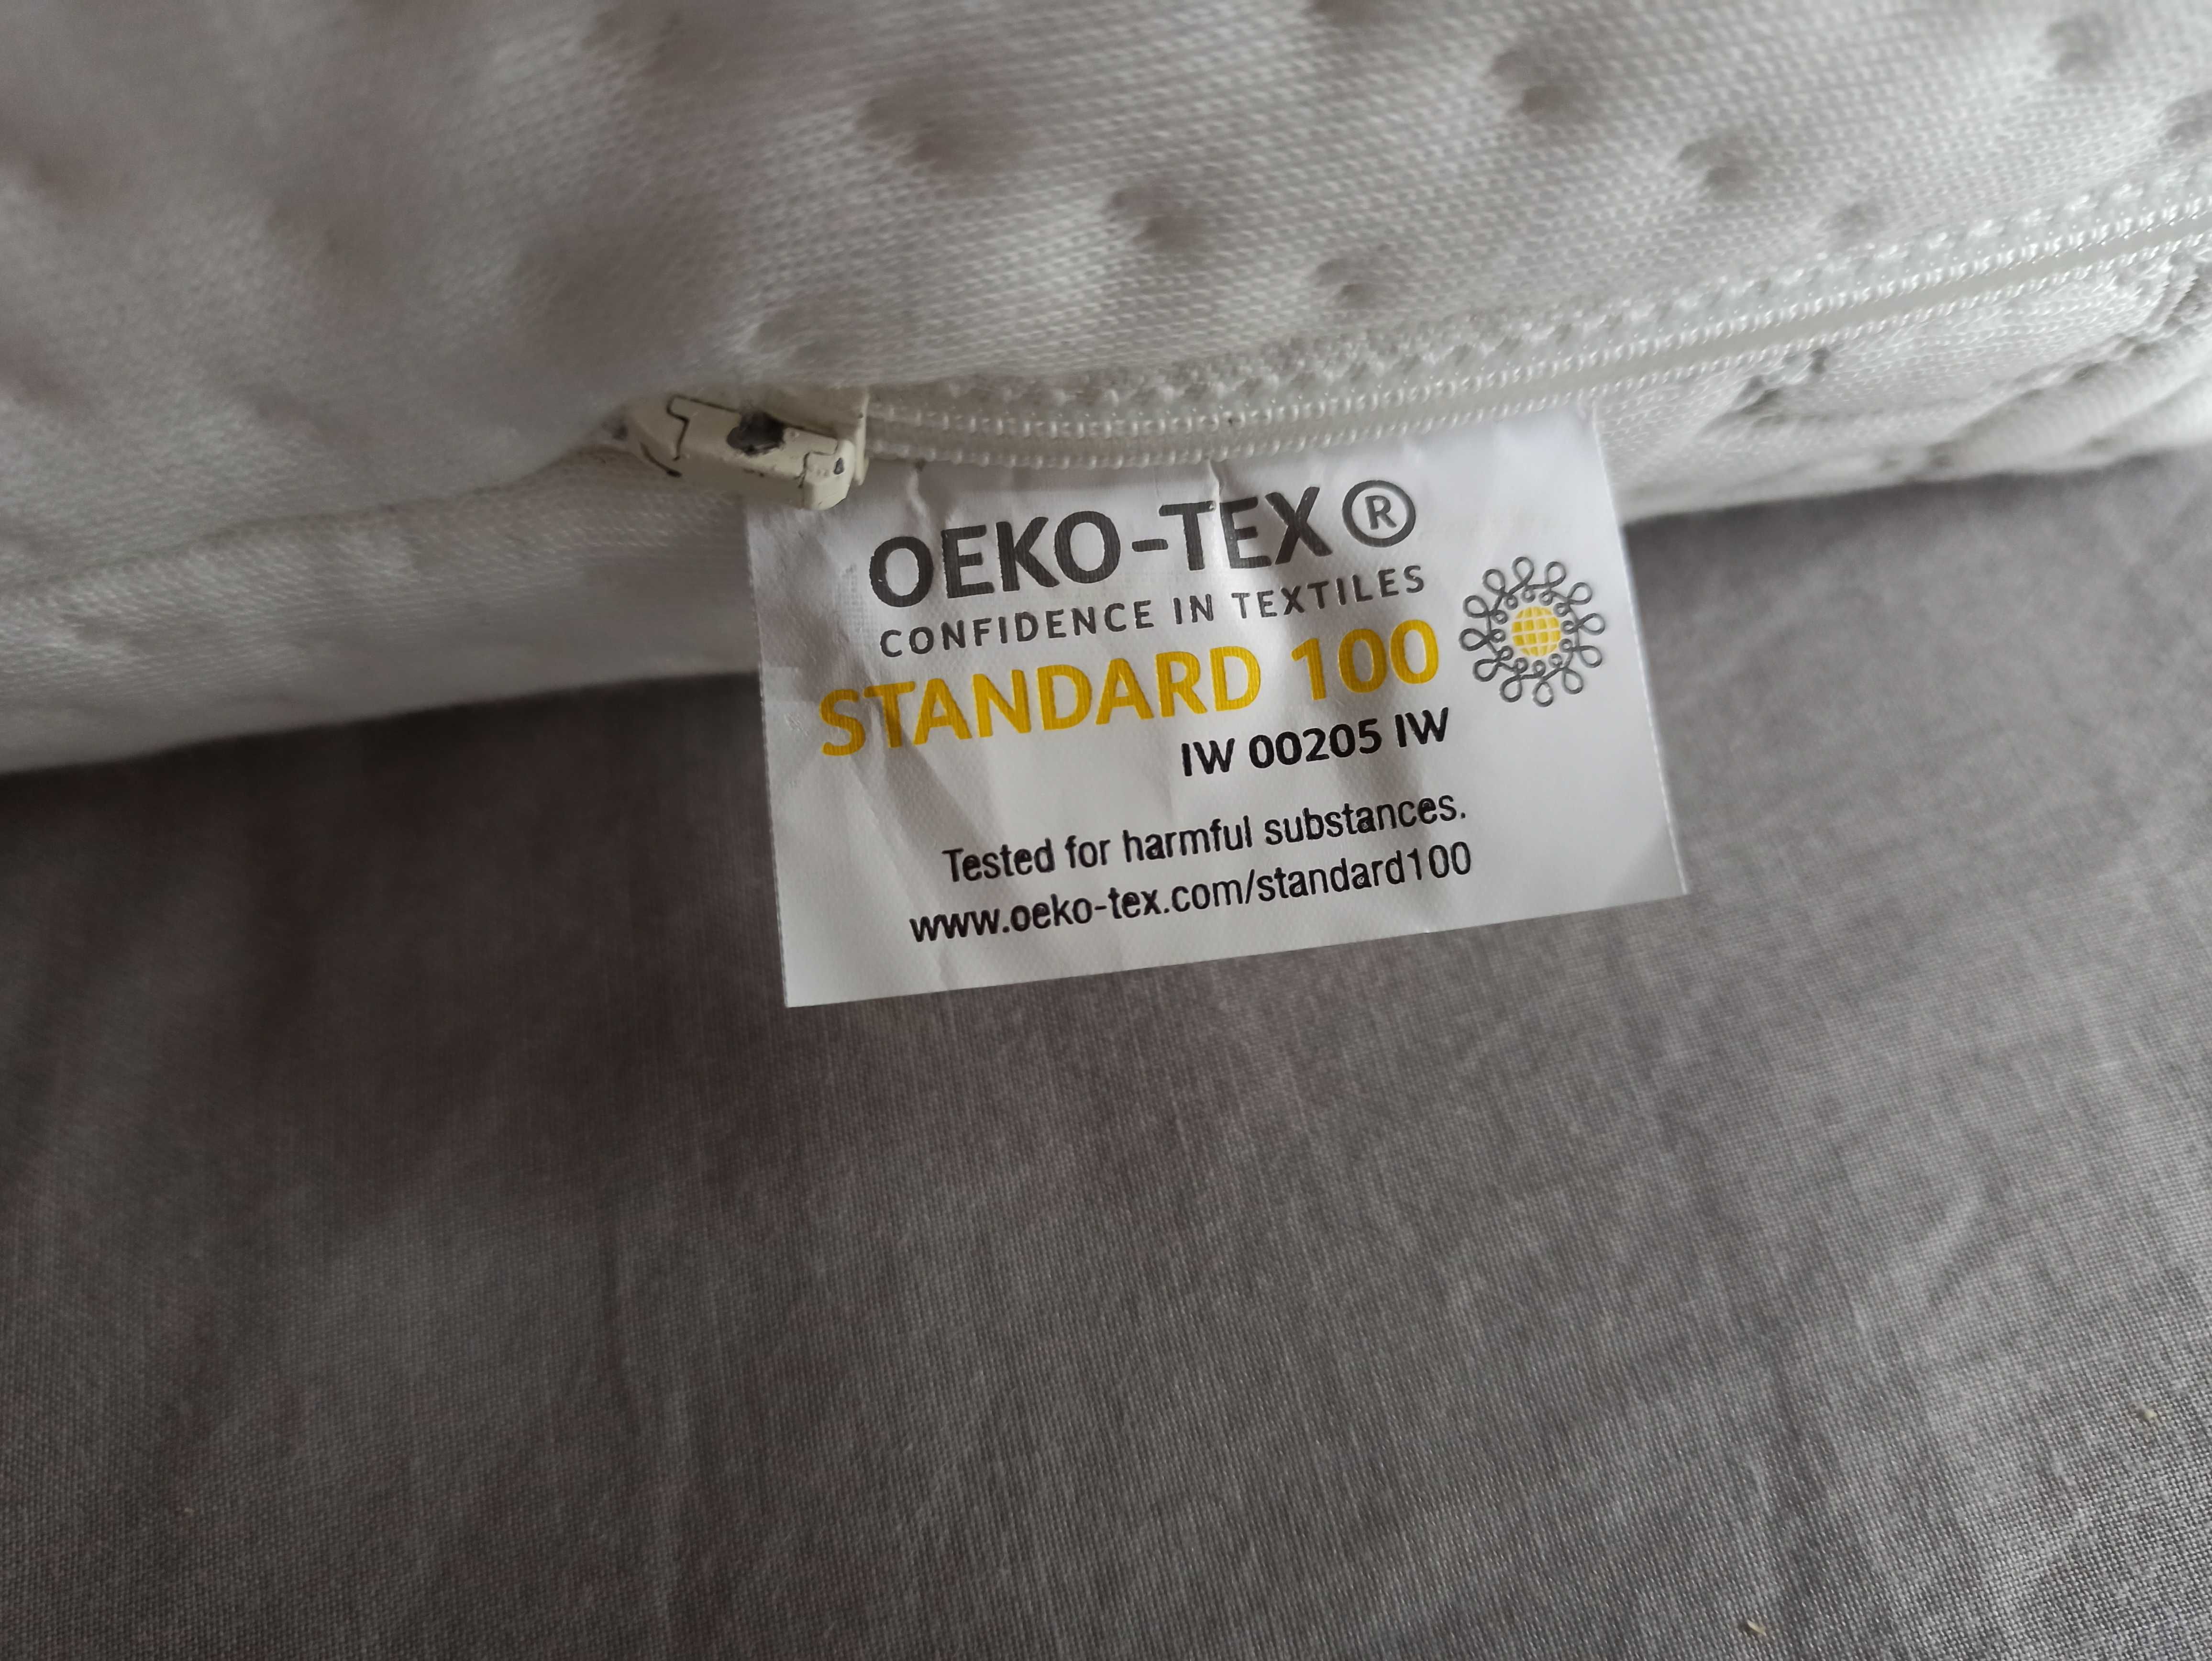 OEKO-TEX®
CONFIDENCE IN TEXTILES
STANDARD 100
IW 00205 IW
Tested for harmful substances.
www.oeko-tex.com/standard100